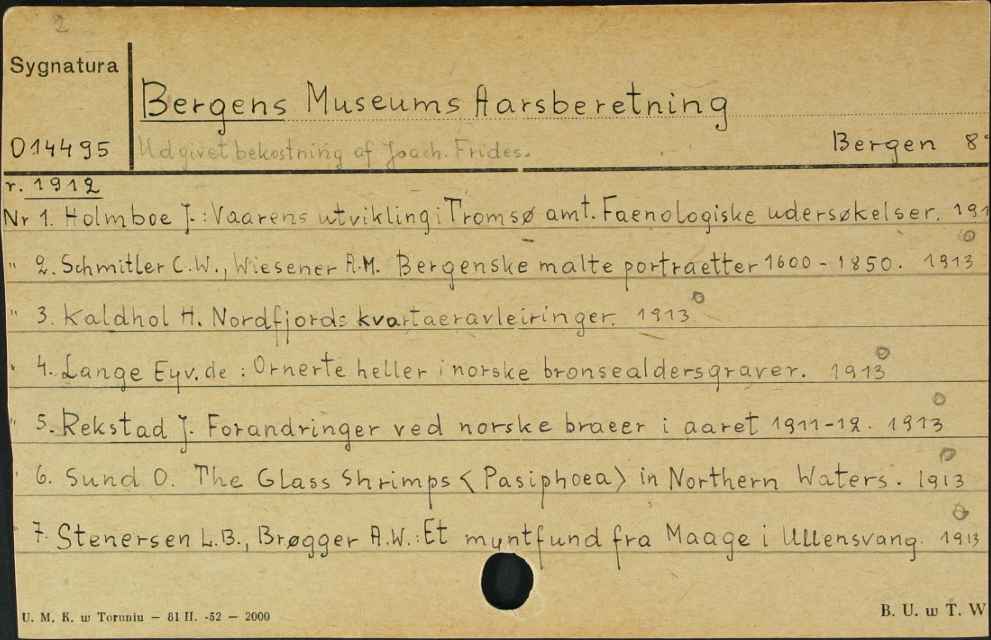 2
Sygnatura
Bergens Museums Aarsberetning
014495 Udgivet bekostning af Joach. Frides. Bergen 8°
r. 1912
Nr 1. Holmboe J.: Vaarens utvikling i Tromsø amt. Faenologiske udersøkelser. 191
" 2. Schmitler C.W., Wiesener A.M. Bergenske malte portraetter 1600 - 1850. 1913
" 3. Kaldhol H. Nordfjords kvartaeravleiringer. 1913
" 4. Lange Eyv. de : Ornerte heller i norske bronsealdersgraver. 1913
" 5. Rekstad J. Forandringer ved norske braeer i aaret 1911-12. 1913
" 6. Sund O. The Glass Shrimps < Pasiphoea > in Northern Waters. 1913
" 7. Stenersen L.B., Brøgger A.W.: Et myntfund fra Maage i Ullensvang. 1913
U. M. K. w Toruniu — 81 II. -52 — 2000 B. U. w T. W